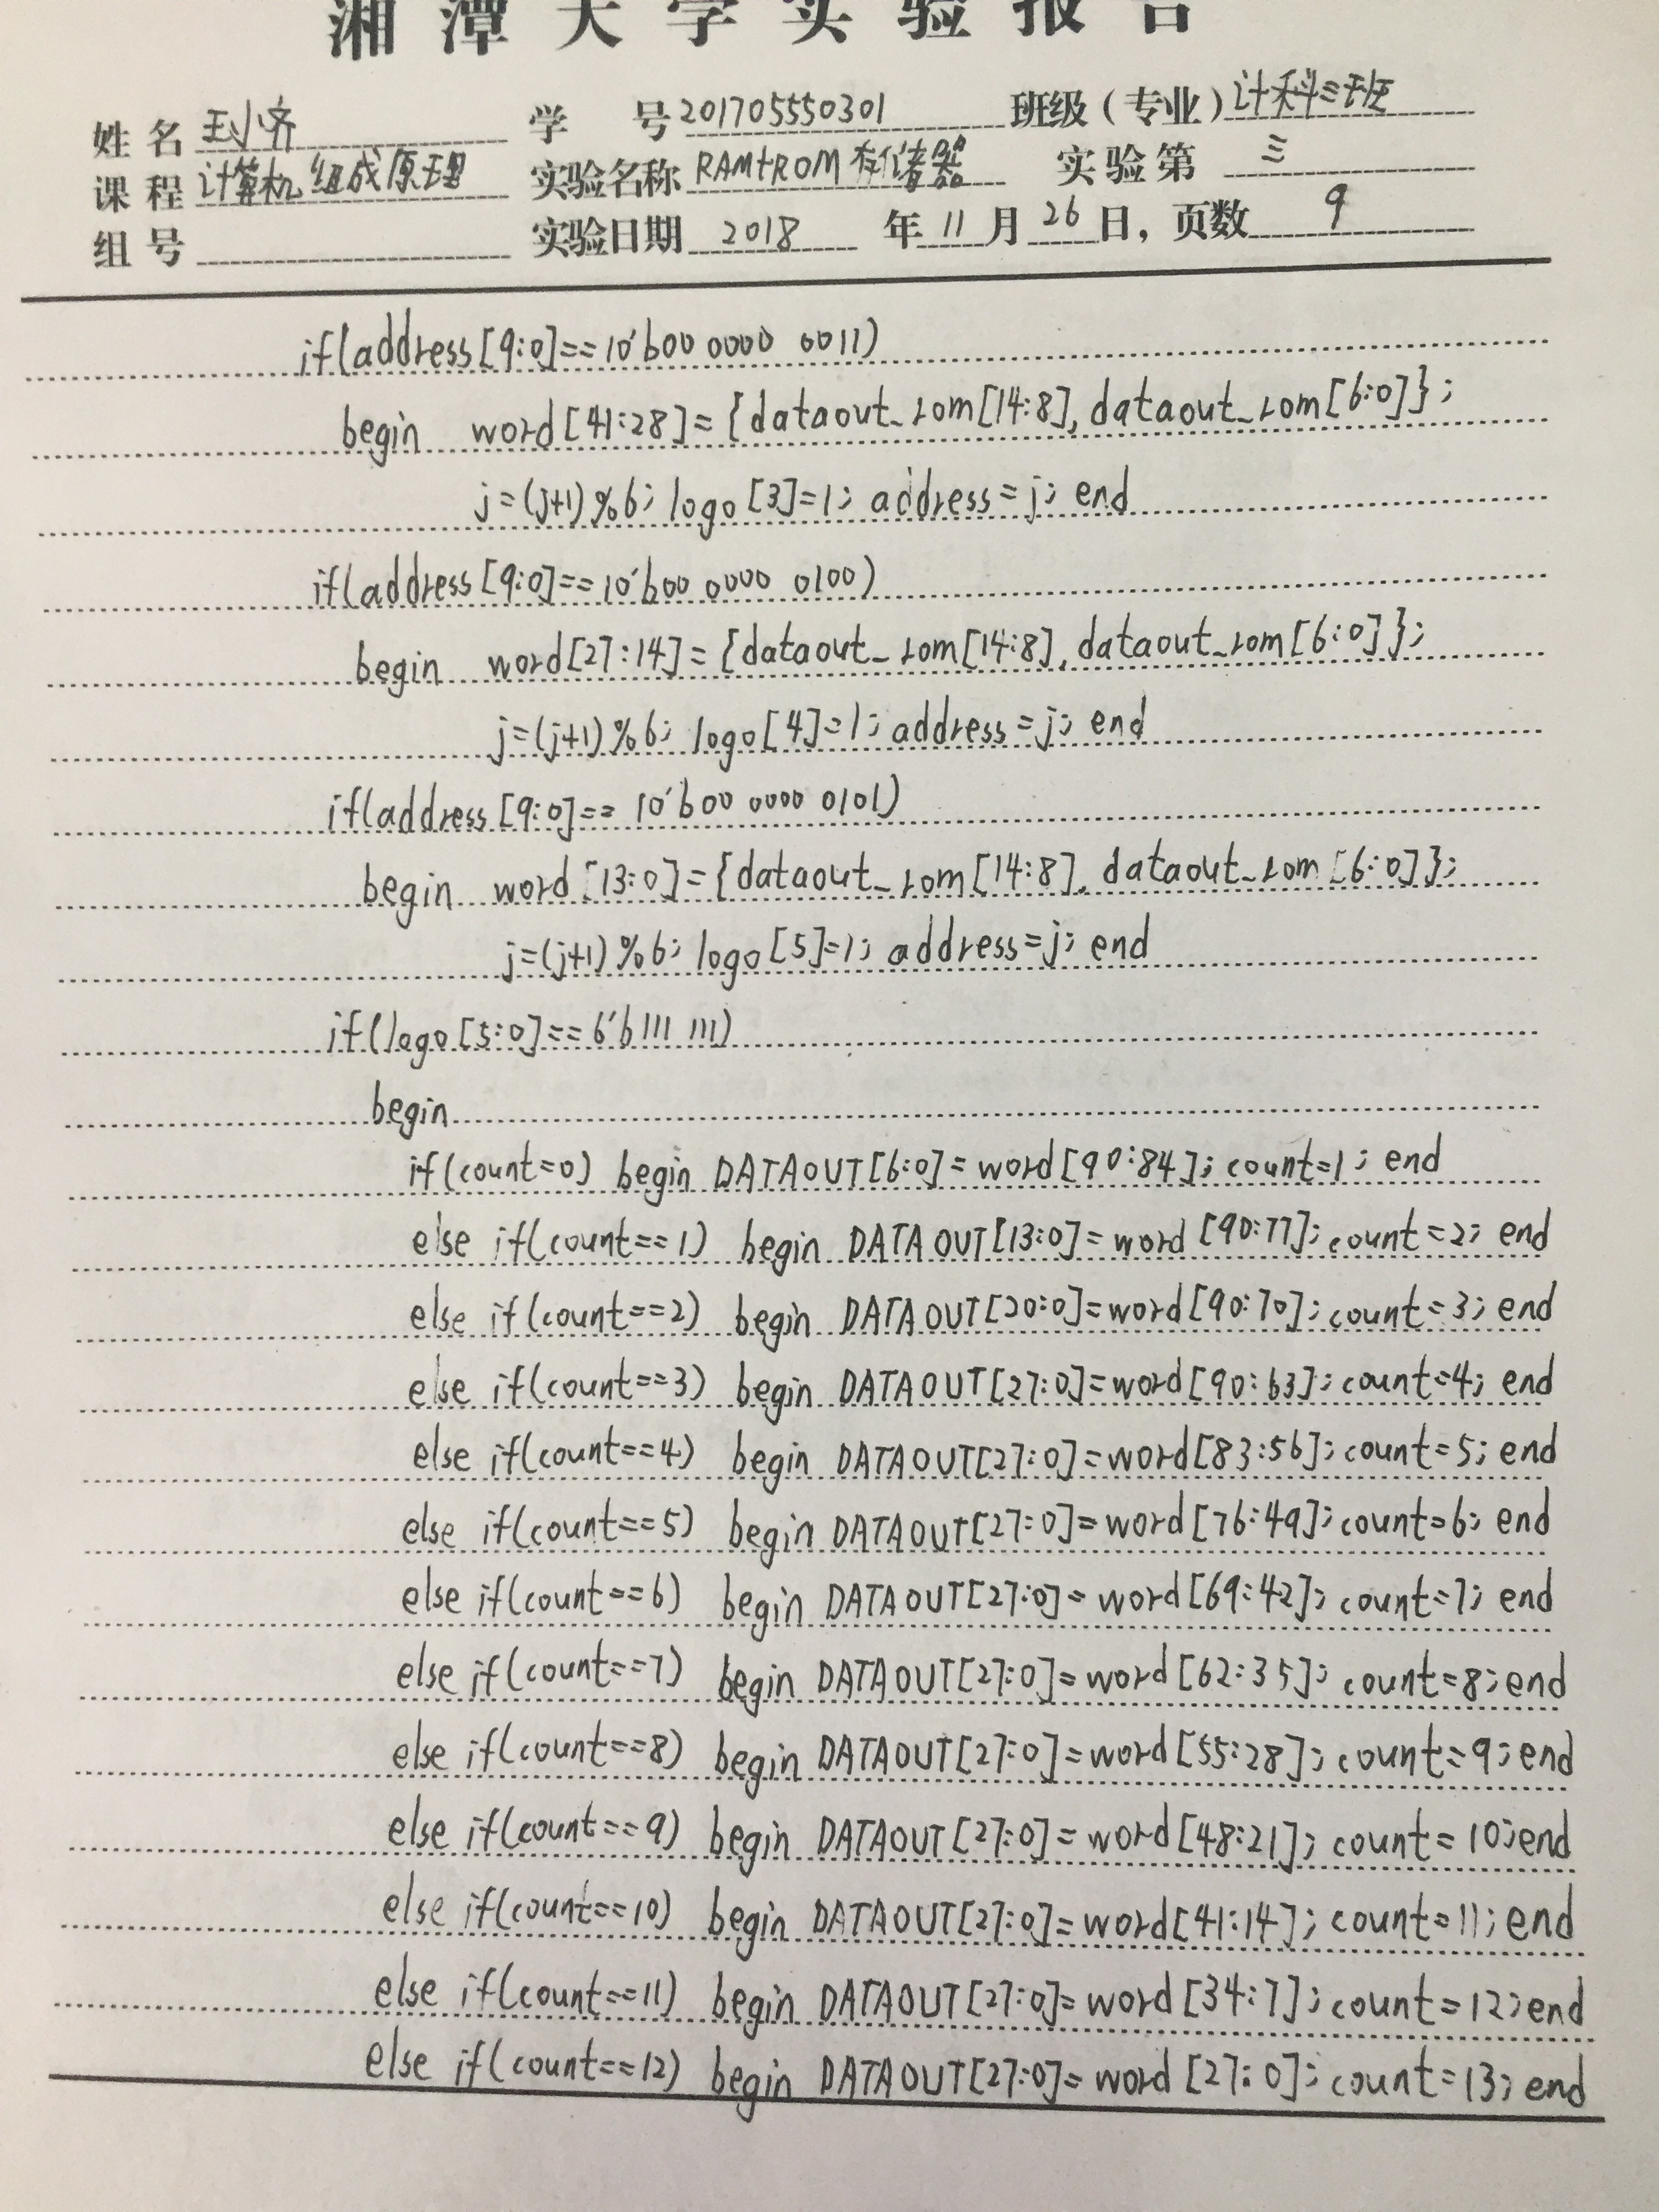 湘潭大学实验报告
姓名 王小齐 学号 201705550301 班级(专业) 计科三班
课程 计算机组成原理 实验名称 RAM+ROM存储器 实验第 三
组号 实验日期 2018 年 11 月 26 日, 页数 9
if(address[9:0]==10'b00 0000 0011)
begin word[41:28]={dataout_rom[14:8],dataout_rom[6:0]};
j=(j+1)%6; logo[3]=1; address=j; end
if(address[9:0]==10'b00 0000 0100)
begin word[27:14]={dataout_rom[14:8],dataout_rom[6:0]};
j=(j+1)%6; logo[4]=1; address=j; end
if(address[9:0]==10'b00 0000 0101)
begin word[13:0]={dataout_rom[14:8],dataout_rom[6:0]};
j=(j+1)%6; logo[5]=1; address=j; end
if(logo[5:0]==6'b111 111)
begin
if(count=0) begin DATAOUT[6:0]=word[90:84]; count=1; end
else if(count==1) begin DATAOUT[13:0]=word[90:77]; count=2; end
else if(count==2) begin DATAOUT[20:0]=word[90:70]; count=3; end
else if(count==3) begin DATAOUT[27:0]=word[90:63]; count=4; end
else if(count==4) begin DATAOUT[27:0]=word[83:56]; count=5; end
else if(count==5) begin DATAOUT[27:0]=word[76:49]; count=6; end
else if(count==6) begin DATAOUT[27:0]=word[69:42]; count=7; end
else if(count==7) begin DATAOUT[27:0]=word[62:35]; count=8; end
else if(count==8) begin DATAOUT[27:0]=word[55:28]; count=9; end
else if(count==9) begin DATAOUT[27:0]=word[48:21]; count=10; end
else if(count==10) begin DATAOUT[27:0]=word[41:14]; count=11; end
else if(count==11) begin DATAOUT[27:0]=word[34:7]; count=12; end
else if(count==12) begin DATAOUT[27:0]=word[27:0]; count=13; end